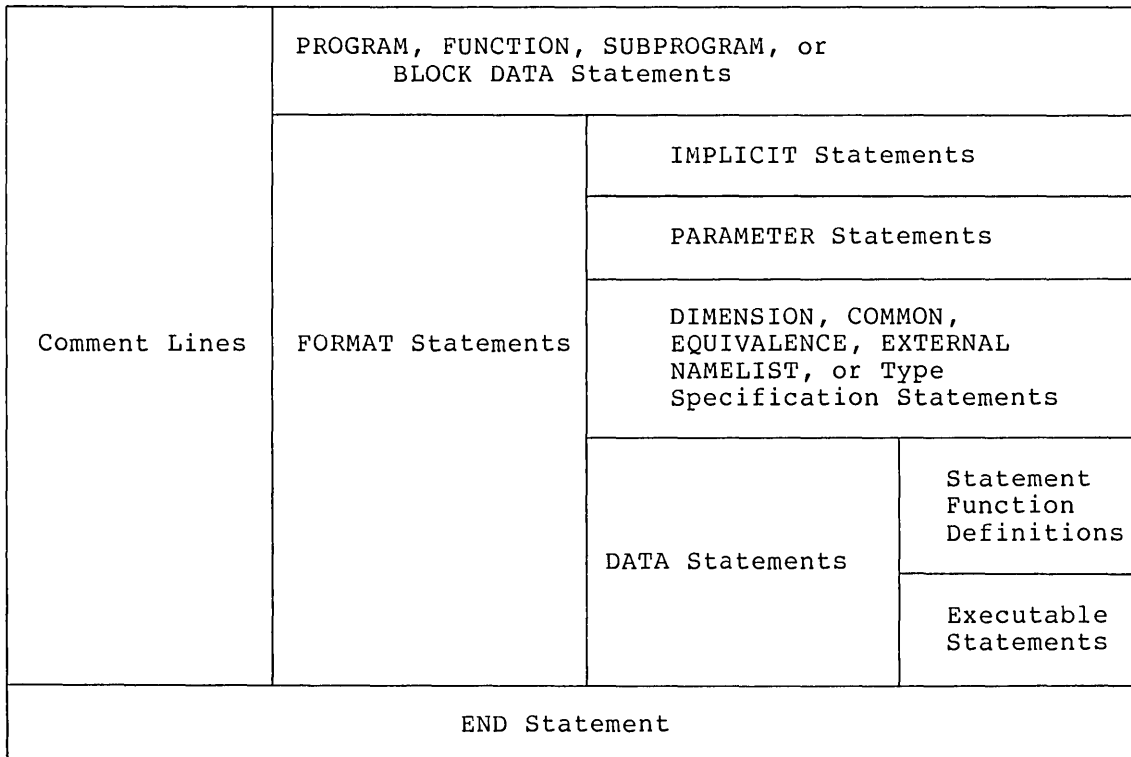 PROGRAM, FUNCTION, SUBPROGRAM, or
BLOCK DATA Statements
IMPLICIT Statements
PARAMETER Statements
Comment Lines
FORMAT Statements
DIMENSION, COMMON,
EQUIVALENCE, EXTERNAL
NAMELIST, or Type
Specification Statements
DATA Statements
Statement
Function
Definitions
Executable
Statements
END Statement